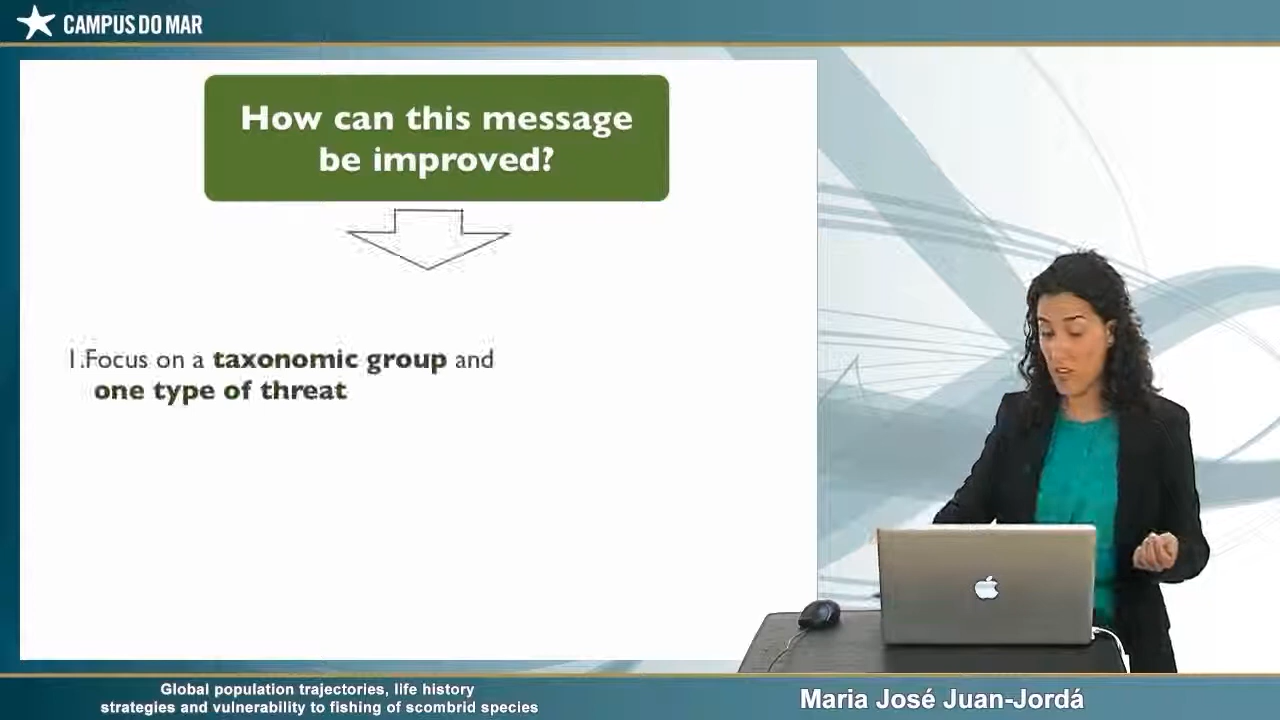 CAMPUS DO MAR
How can this message
be improved?
1.Focus on a taxonomic group and
one type of threat
Global population trajectories, life history
strategies and vulnerability to fishing of scombrid species
Maria José Juan-Jordá